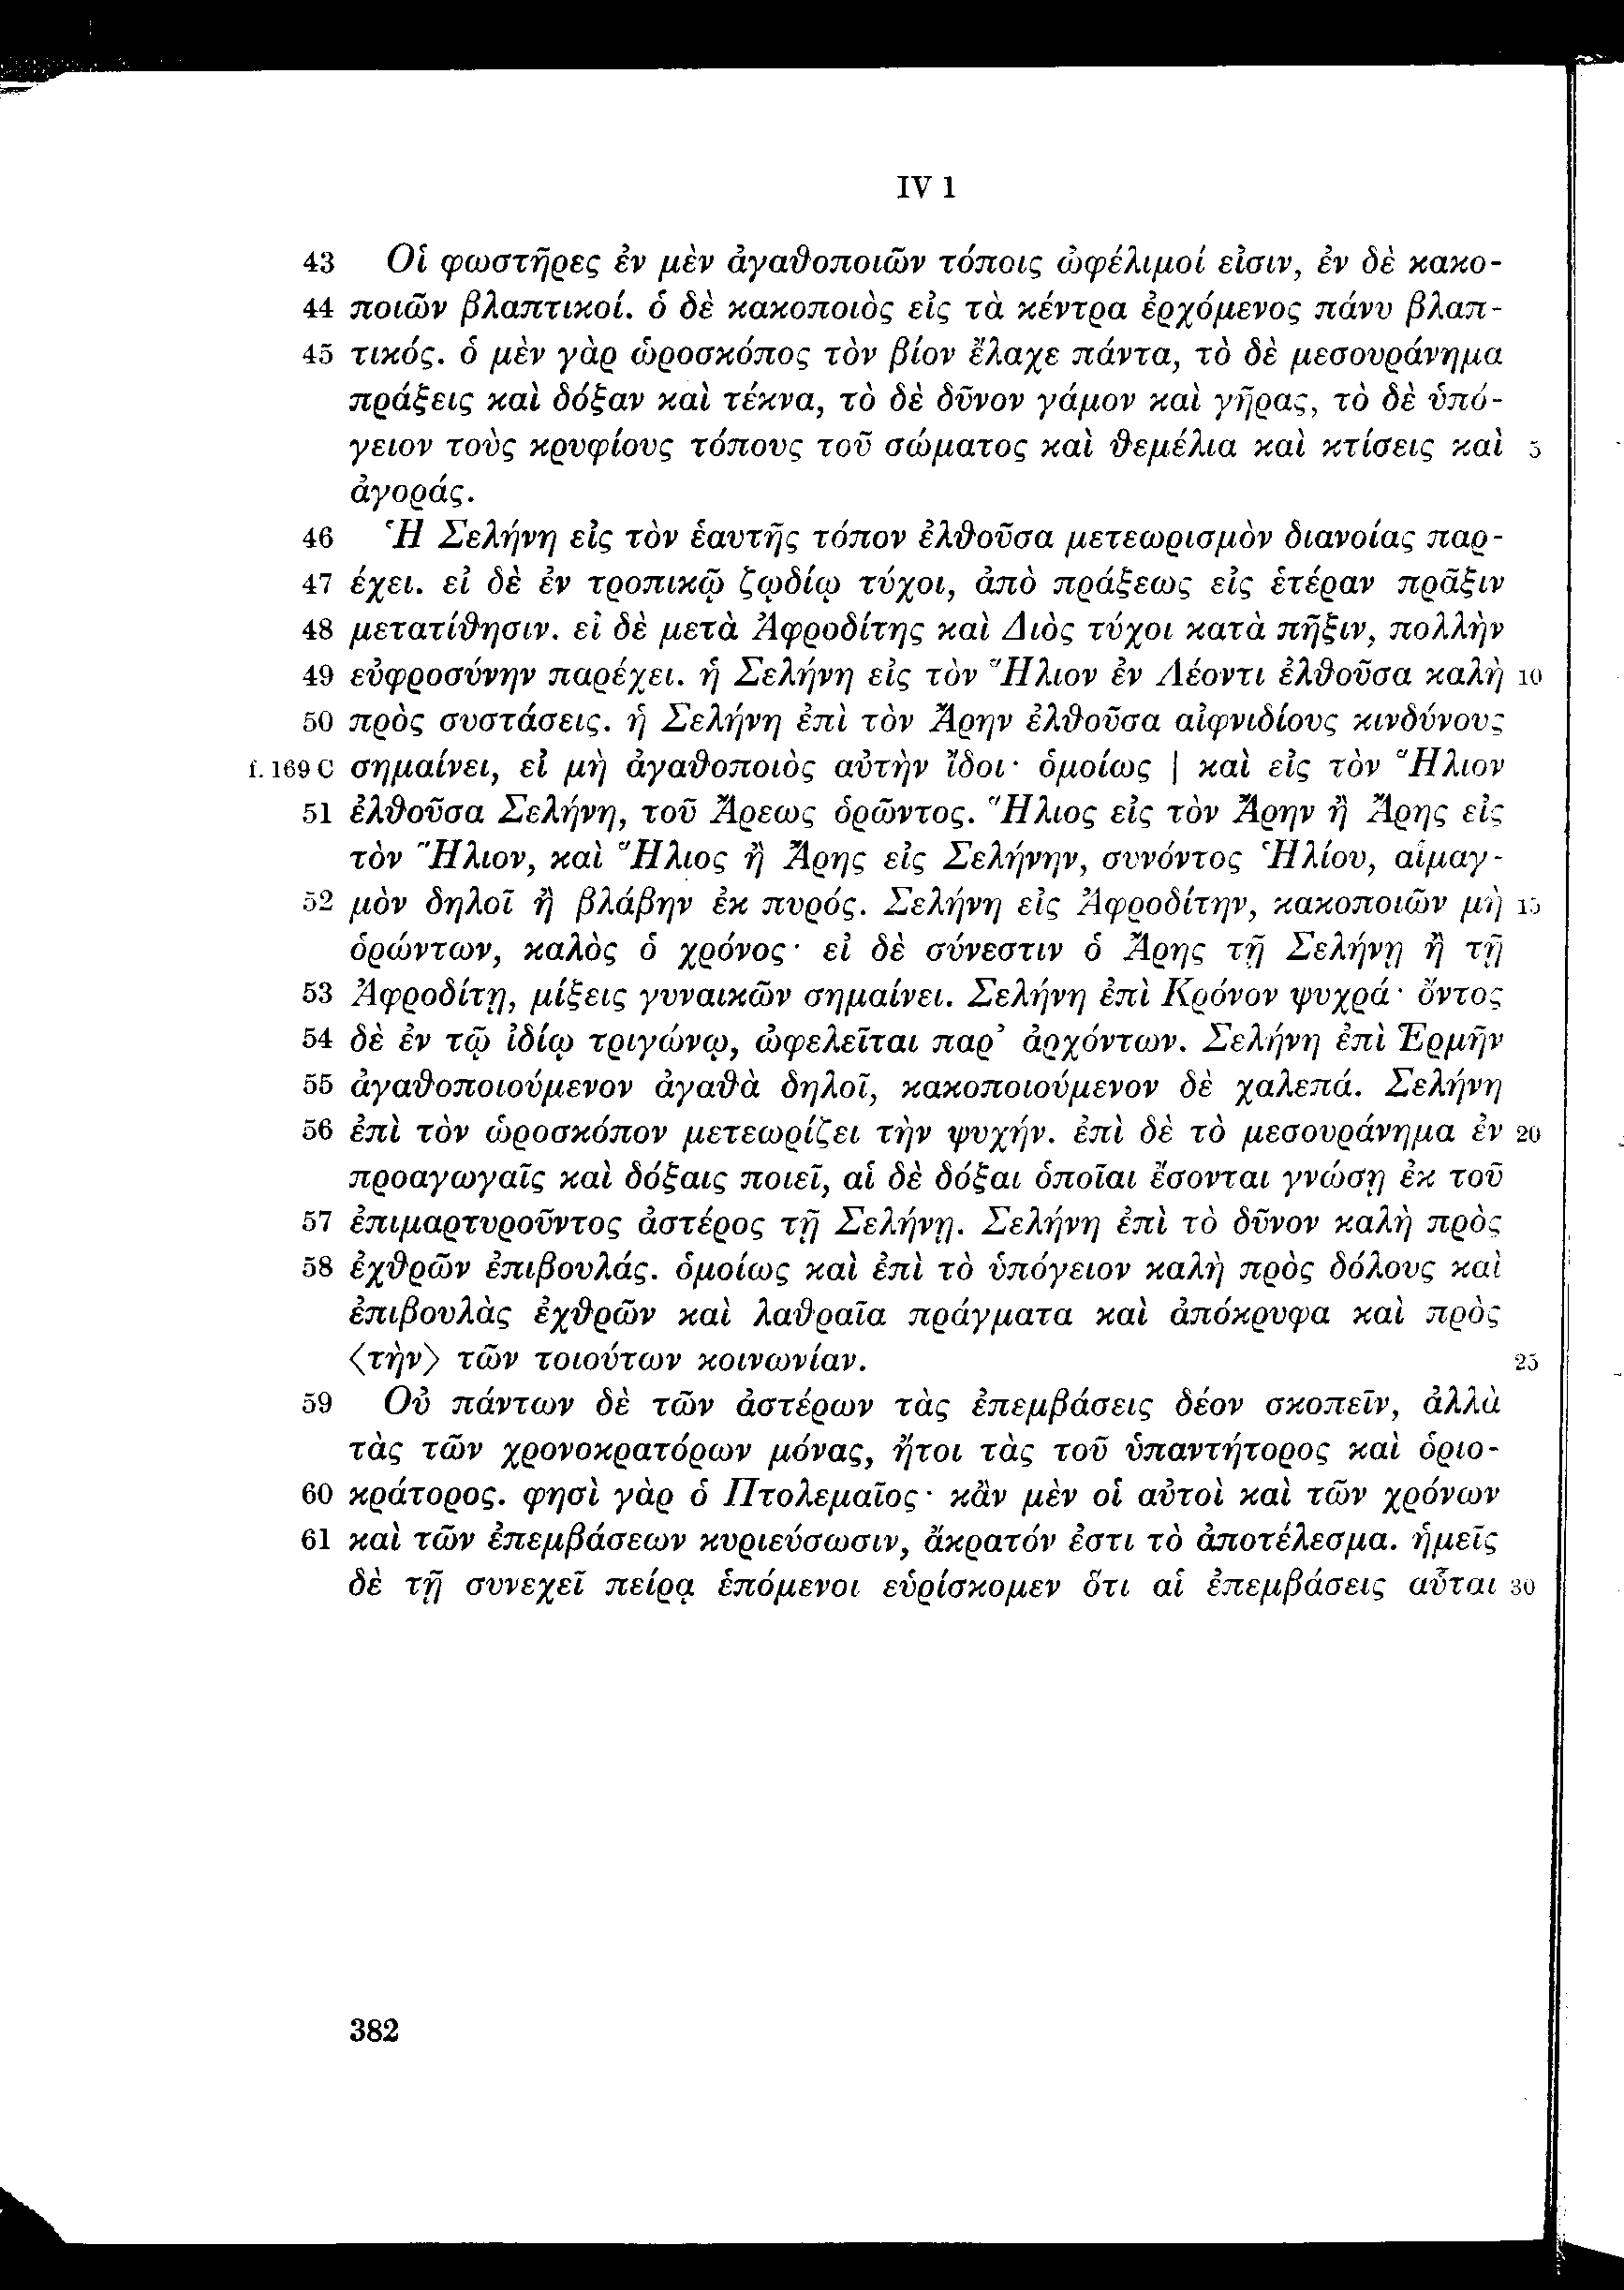 IV 1
43 Οἱ φωστῆρες ἐν μὲν ἀγαθοποιῶν τόποις ὠφέλιμοί εἰσιν, ἐν δὲ κακο-
44 ποιῶν βλαπτικοί. ὁ δὲ κακοποιὸς εἰς τὰ κέντρα ἐρχόμενος πάνυ βλαπ-
45 τικός. ὁ μὲν γὰρ ὡροσκόπος τὸν βίον ἔλαχε πάντα, τὸ δὲ μεσουράνημα
πράξεις καὶ δόξαν καὶ τέκνα, τὸ δὲ δῦνον γάμον καὶ γῆρας, τὸ δὲ ὑπό-
γειον τοὺς κρυφίους τόπους τοῦ σώματος καὶ θεμέλια καὶ κτίσεις καὶ 5
ἀγοράς.
46 Ἡ Σελήνη εἰς τὸν ἑαυτῆς τόπον ἐλθοῦσα μετεωρισμὸν διανοίας παρ-
47 έχει. εἰ δὲ ἐν τροπικῷ ζῳδίῳ τύχοι, ἀπὸ πράξεως εἰς ἑτέραν πρᾶξιν
48 μετατίθησιν. εἰ δὲ μετὰ Ἀφροδίτης καὶ Διὸς τύχοι κατὰ πῆξιν, πολλὴν
49 εὐφροσύνην παρέχει. ἡ Σελήνη εἰς τὸν Ἥλιον ἐν Λέοντι ἐλθοῦσα καλὴ 10
50 πρὸς συστάσεις. ἡ Σελήνη ἐπὶ τὸν Ἄρην ἐλθοῦσα αἰφνιδίους κινδύνους
f. 169 C σημαίνει, εἰ μὴ ἀγαθοποιὸς αὐτὴν ἴδοι· ὁμοίως | καὶ εἰς τὸν Ἥλιον
51 ἐλθοῦσα Σελήνη, τοῦ Ἄρεως ὁρῶντος. Ἥλιος εἰς τὸν Ἄρην ἢ Ἄρης εἰς
τὸν Ἥλιον, καὶ Ἥλιος ἢ Ἄρης εἰς Σελήνην, συνόντος Ἡλίου, αἱμαγ-
52 μὸν δηλοῖ ἢ βλάβην ἐκ πυρός. Σελήνη εἰς Ἀφροδίτην, κακοποιῶν μὴ 15
ὁρώντων, καλὸς ὁ χρόνος· εἰ δὲ σύνεστιν ὁ Ἄρης τῇ Σελήνῃ ἢ τῇ
53 Ἀφροδίτῃ, μίξεις γυναικῶν σημαίνει. Σελήνη ἐπὶ Κρόνον ψυχρά· ὄντος
54 δὲ ἐν τῷ ἰδίῳ τριγώνῳ, ὠφελεῖται παρ’ ἀρχόντων. Σελήνη ἐπὶ Ἑρμῆν
55 ἀγαθοποιούμενον ἀγαθὰ δηλοῖ, κακοποιούμενον δὲ χαλεπά. Σελήνη
56 ἐπὶ τὸν ὡροσκόπον μετεωρίζει τὴν ψυχήν. ἐπὶ δὲ τὸ μεσουράνημα ἐν 20
προαγωγαῖς καὶ δόξαις ποιεῖ, αἱ δὲ δόξαι ὁποῖαι ἔσονται γνώσῃ ἐκ τοῦ
57 ἐπιμαρτυροῦντος ἀστέρος τῇ Σελήνῃ. Σελήνη ἐπὶ τὸ δῦνον καλὴ πρὸς
58 ἐχθρῶν ἐπιβουλάς. ὁμοίως καὶ ἐπὶ τὸ ὑπόγειον καλὴ πρὸς δόλους καὶ
ἐπιβουλὰς ἐχθρῶν καὶ λαθραῖα πράγματα καὶ ἀπόκρυφα καὶ πρὸς
⟨τὴν⟩ τῶν τοιούτων κοινωνίαν. 25
59 Οὐ πάντων δὲ τῶν ἀστέρων τὰς ἐπεμβάσεις δέον σκοπεῖν, ἀλλὰ
τὰς τῶν χρονοκρατόρων μόνας, ἤτοι τὰς τοῦ ὑπαντήτορος καὶ ὁριο-
60 κράτορος. φησὶ γὰρ ὁ Πτολεμαῖος· κἂν μὲν οἱ αὐτοὶ καὶ τῶν χρόνων
61 καὶ τῶν ἐπεμβάσεων κυριεύσωσιν, ἄκρατόν ἐστι τὸ ἀποτέλεσμα. ἡμεῖς
δὲ τῇ συνεχεῖ πείρᾳ ἑπόμενοι εὑρίσκομεν ὅτι αἱ ἐπεμβάσεις αὗται 30
382